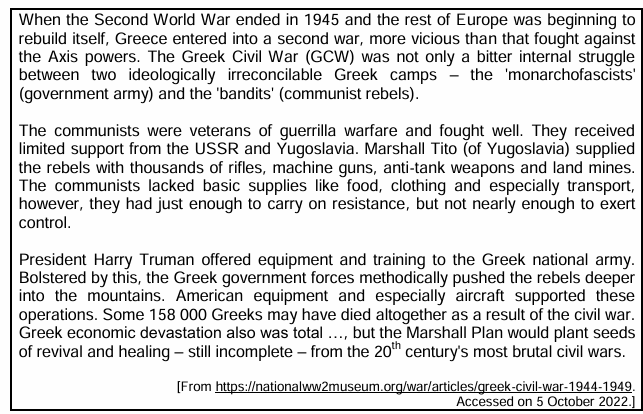 When the Second World War ended in 1945 and the rest of Europe was beginning to
rebuild itself, Greece entered into a second war, more vicious than that fought against
the Axis powers. The Greek Civil War (GCW) was not only a bitter internal struggle
between two ideologically irreconcilable Greek camps – the 'monarchofascists'
(government army) and the 'bandits' (communist rebels).
The communists were veterans of guerrilla warfare and fought well. They received
limited support from the USSR and Yugoslavia. Marshall Tito (of Yugoslavia) supplied
the rebels with thousands of rifles, machine guns, anti-tank weapons and land mines.
The communists lacked basic supplies like food, clothing and especially transport,
however, they had just enough to carry on resistance, but not nearly enough to exert
control.
President Harry Truman offered equipment and training to the Greek national army.
Bolstered by this, the Greek government forces methodically pushed the rebels deeper
into the mountains. American equipment and especially aircraft supported these
operations. Some 158 000 Greeks may have died altogether as a result of the civil war.
Greek economic devastation also was total …, but the Marshall Plan would plant seeds
of revival and healing – still incomplete – from the 20th century's most brutal civil wars.
[From https://nationalww2museum.org/war/articles/greek-civil-war-1944-1949.
Accessed on 5 October 2022.]